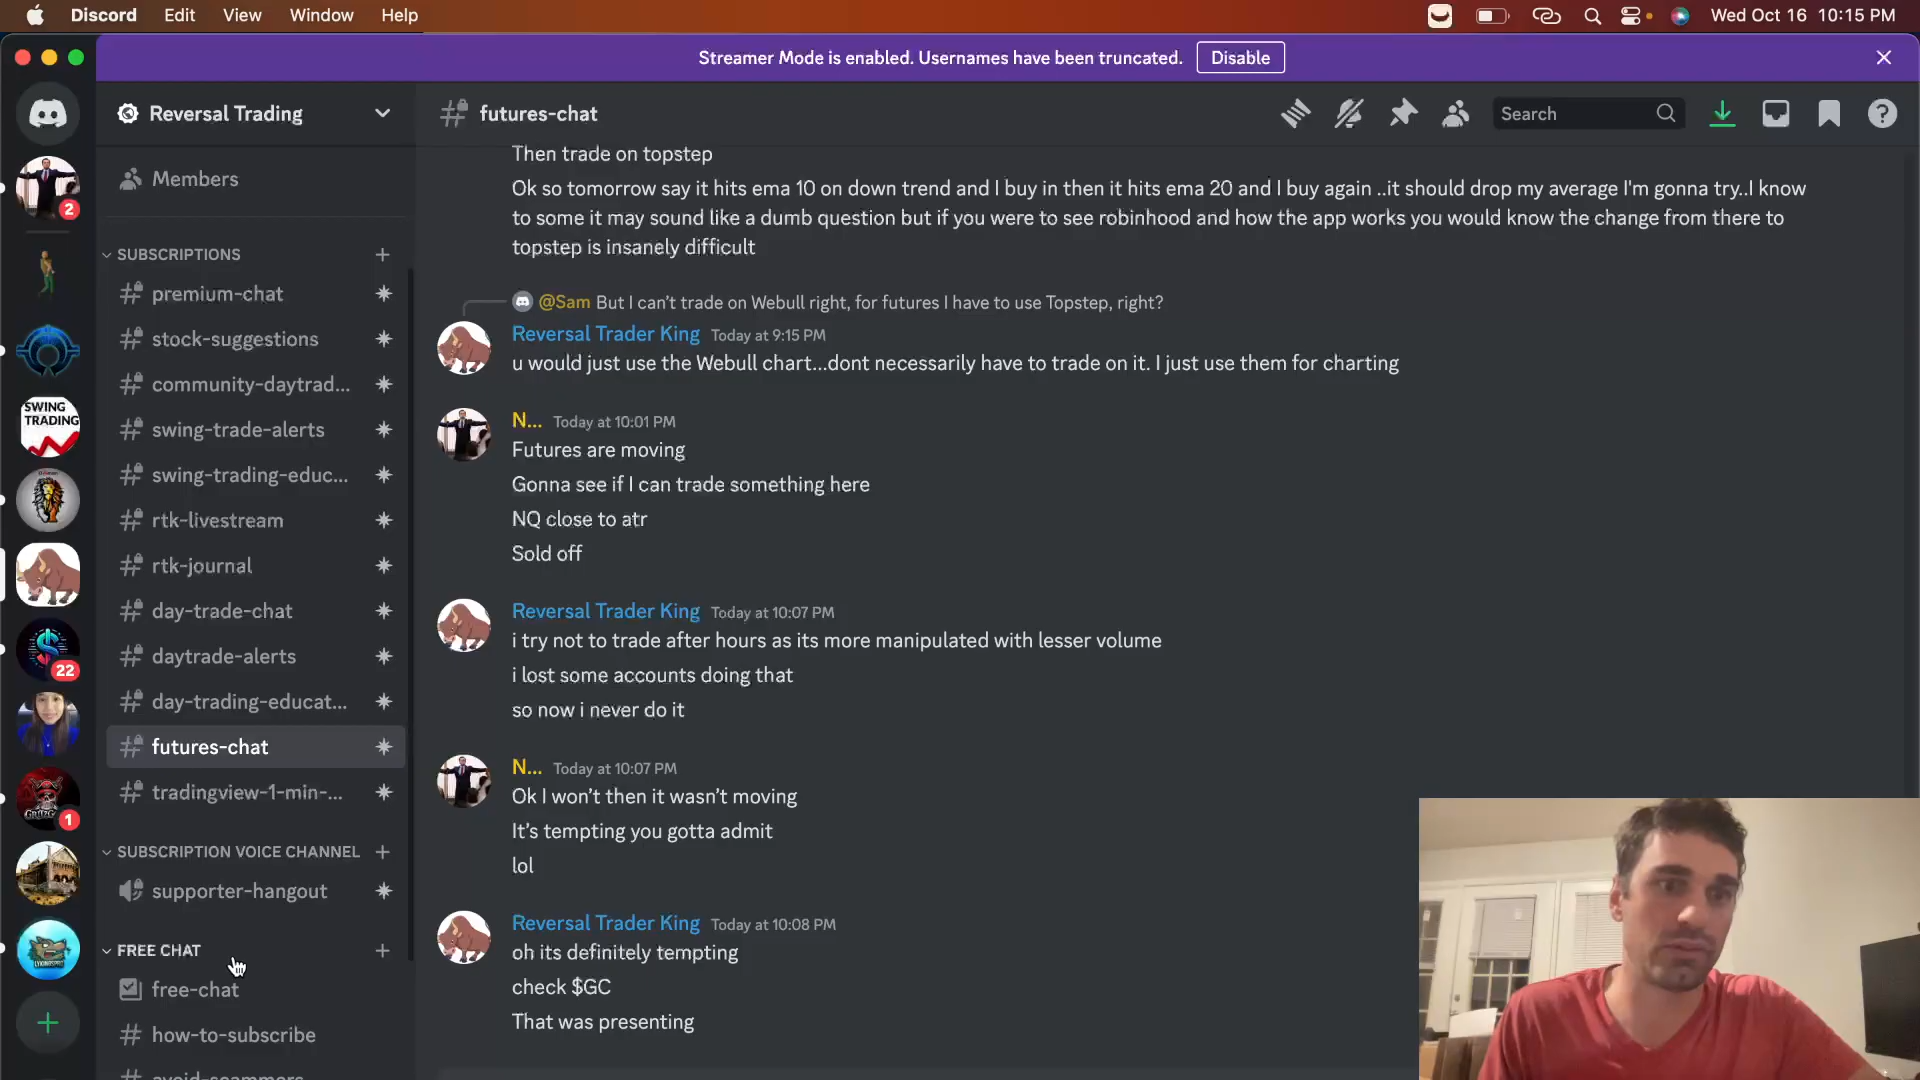 Discord Edit View Window Help Wed Oct 16 10:15 PM
Streamer Mode is enabled. Usernames have been truncated. Disable
Reversal Trading
# futures-chat
Search
Members
SUBSCRIPTIONS
premium-chat
stock-suggestions
community-daytrad...
swing-trade-alerts
swing-trading-educ...
rtk-livestream
rtk-journal
day-trade-chat
daytrade-alerts
day-trading-educat...
futures-chat
tradingview-1-min-...
SUBSCRIPTION VOICE CHANNEL
supporter-hangout
FREE CHAT
free-chat
how-to-subscribe
avoid-spammers
2
SWING
TRADING
22
1
Then trade on topstep
Ok so tomorrow say it hits ema 10 on down trend and I buy in then it hits ema 20 and I buy again ..it should drop my average I'm gonna try..I know
to some it may sound like a dumb question but if you were to see robinhood and how the app works you would know the change from there to
topstep is insanely difficult
@Sam But I can't trade on Webull right, for futures I have to use Topstep, right?
Reversal Trader King Today at 9:15 PM
u would just use the Webull chart...dont necessarily have to trade on it. I just use them for charting
N... Today at 10:01 PM
Futures are moving
Gonna see if I can trade something here
NQ close to atr
Sold off
Reversal Trader King Today at 10:07 PM
i try not to trade after hours as its more manipulated with lesser volume
i lost some accounts doing that
so now i never do it
N... Today at 10:07 PM
Ok I won't then it wasn't moving
It's tempting you gotta admit
lol
Reversal Trader King Today at 10:08 PM
oh its definitely tempting
check $GC
That was presenting